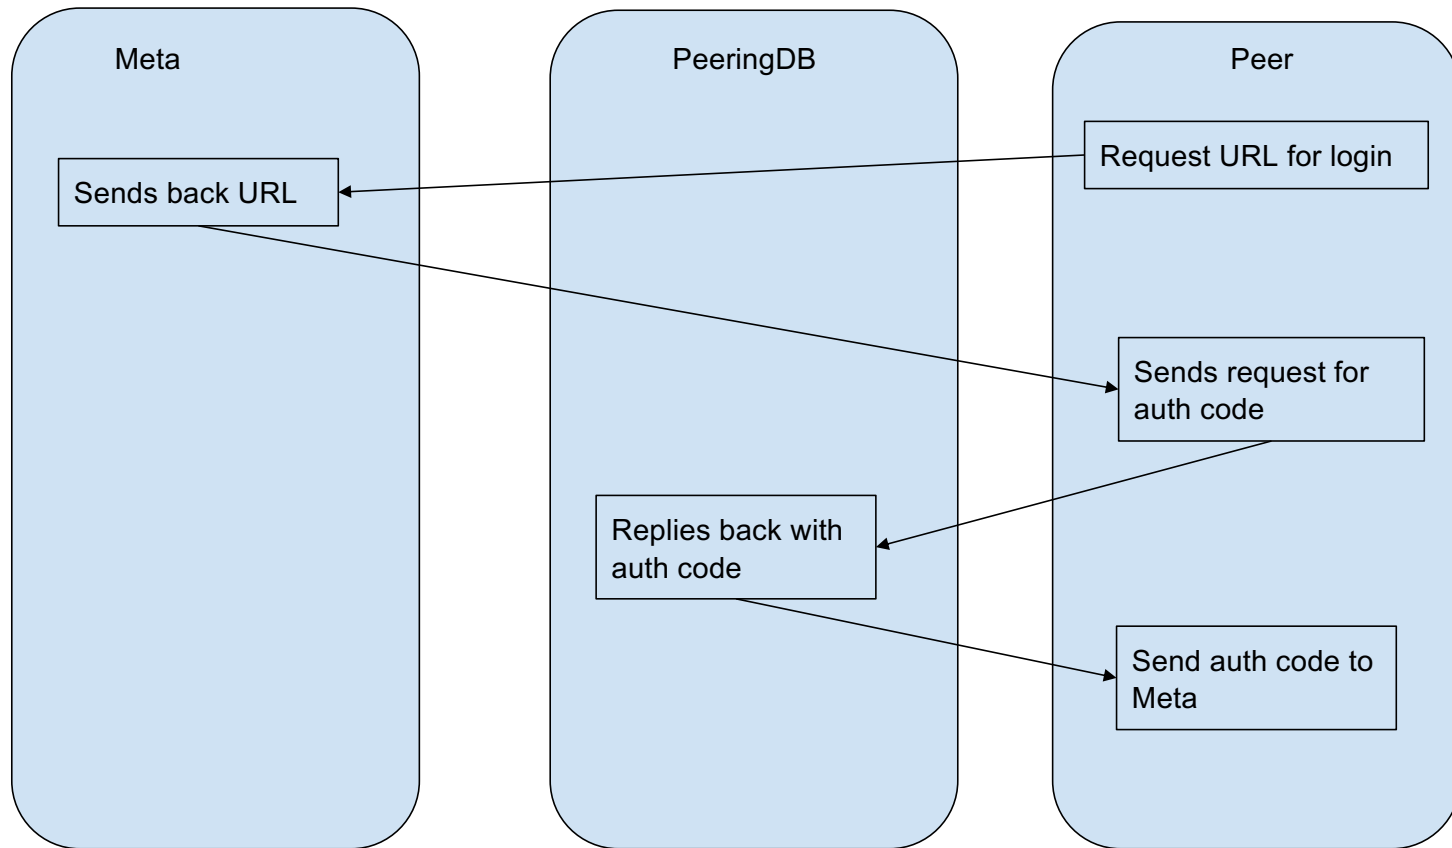 Meta
PeeringDB
Peer
Request URL for login
Sends back URL
Sends request for
auth code
Replies back with
auth code
Send auth code to
Meta